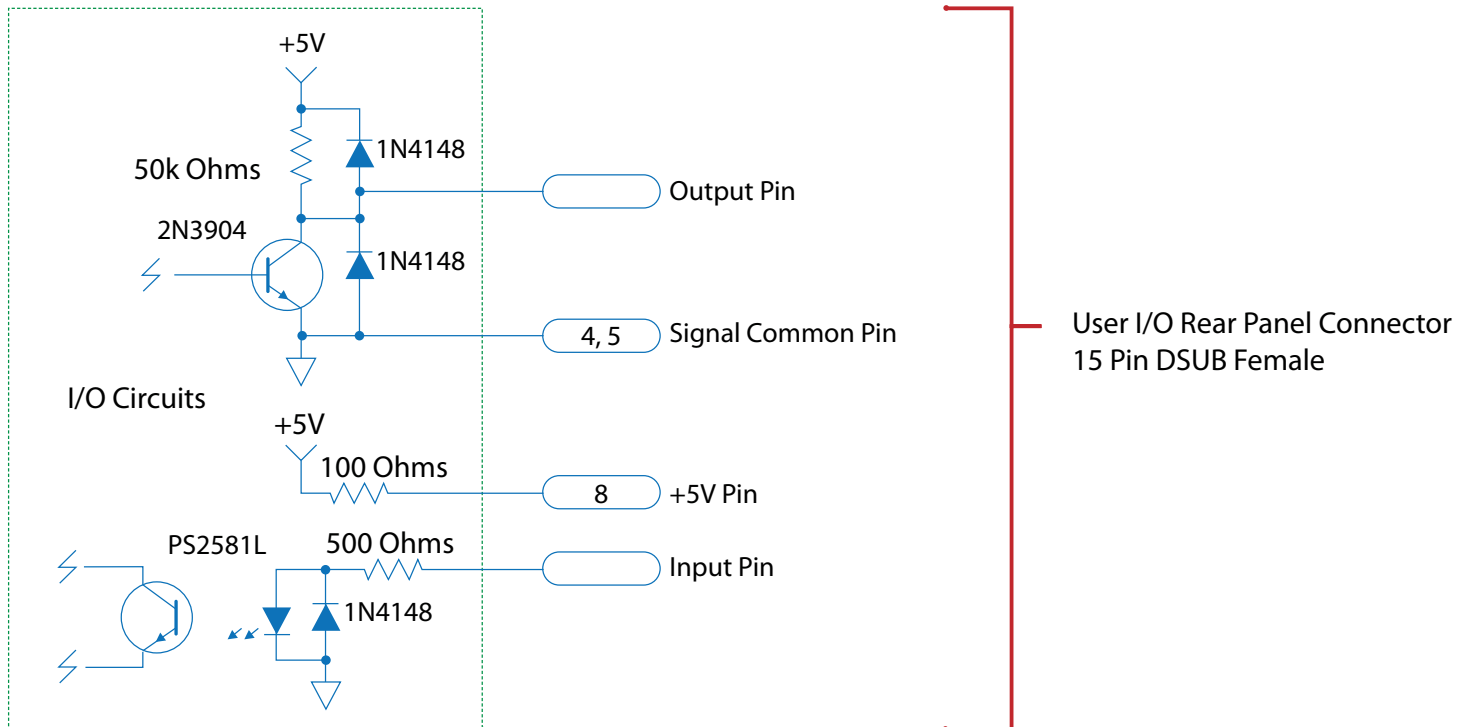 +5V
1N4148
50k Ohms
Output Pin
2N3904
1N4148
4, 5
Signal Common Pin
User I/O Rear Panel Connector
15 Pin DSUB Female
I/O Circuits
+5V
100 Ohms
8
+5V Pin
PS2581L
500 Ohms
Input Pin
1N4148